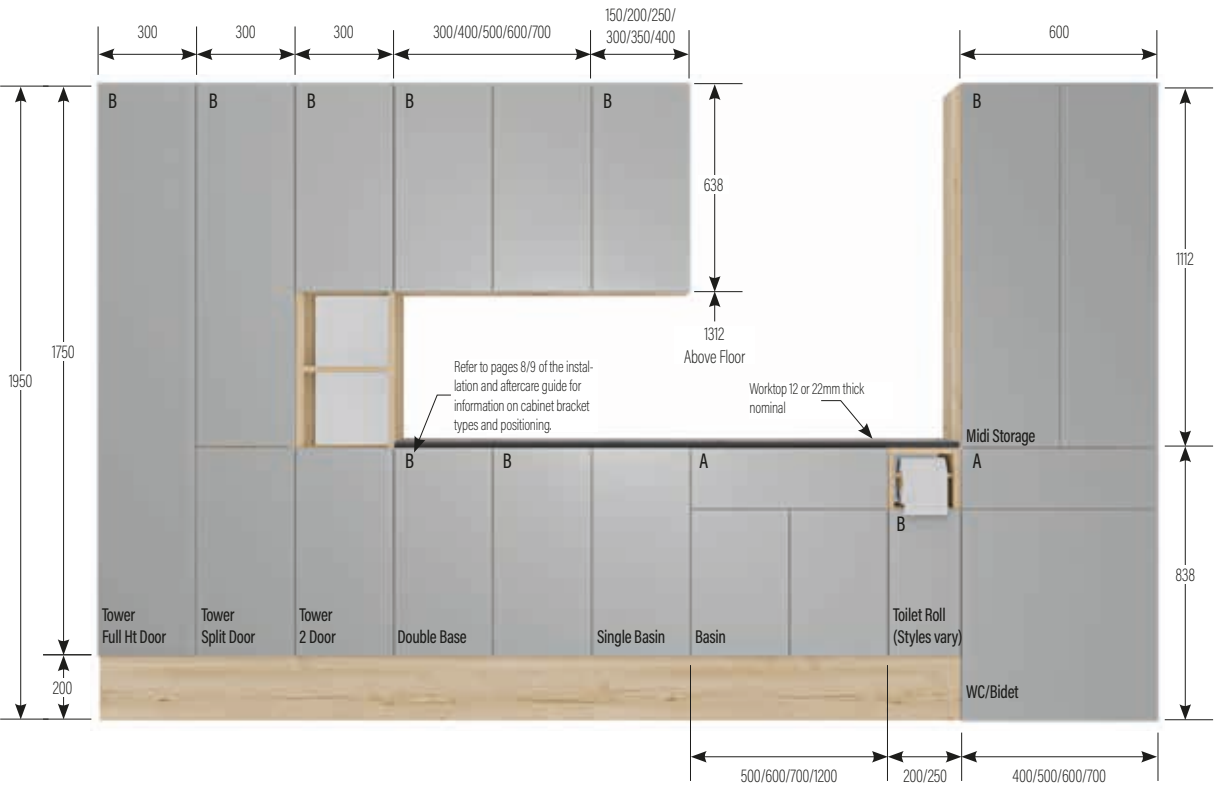 150/200/250/
300 300 300 300/400/500/600/700 300/350/400 600
B B B B B B
638
1112
1312
Above Floor
1750
1950
Refer to pages 8/9 of the instal-
lation and aftercare guide for
information on cabinet bracket
types and positioning.
Worktop 12 or 22mm thick
nominal
Midi Storage
B B A A
B
838
Tower
Full Ht Door
Tower
Split Door
Tower
2 Door
Double Base
Single Basin
Basin
Toilet Roll
(Styles vary)
200
WC/Bidet
500/600/700/1200 200/250 400/500/600/700